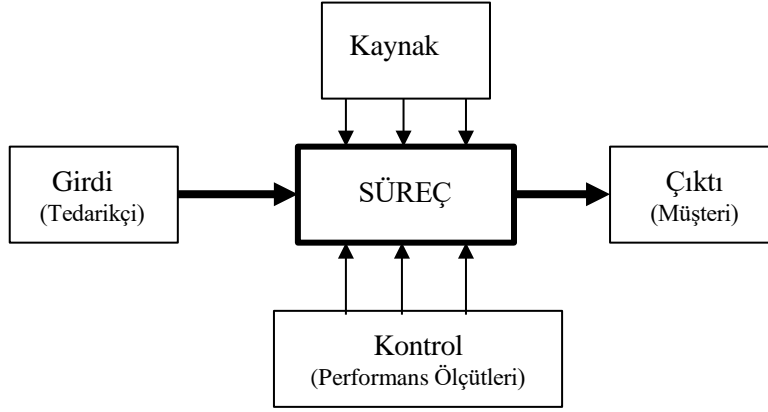 Kaynak
Girdi
(Tedarikçi)
SÜREÇ
Çıktı
(Müşteri)
Kontrol
(Performans Ölçütleri)